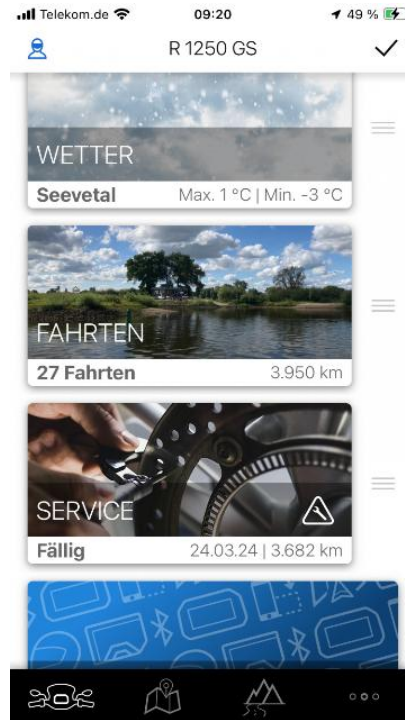 Telekom.de 09:20 49 %
R 1250 GS
WETTER
Seevetal Max. 1 °C | Min. -3 °C
FAHRTEN
27 Fahrten 3.950 km
SERVICE
Fällig 24.03.24 | 3.682 km